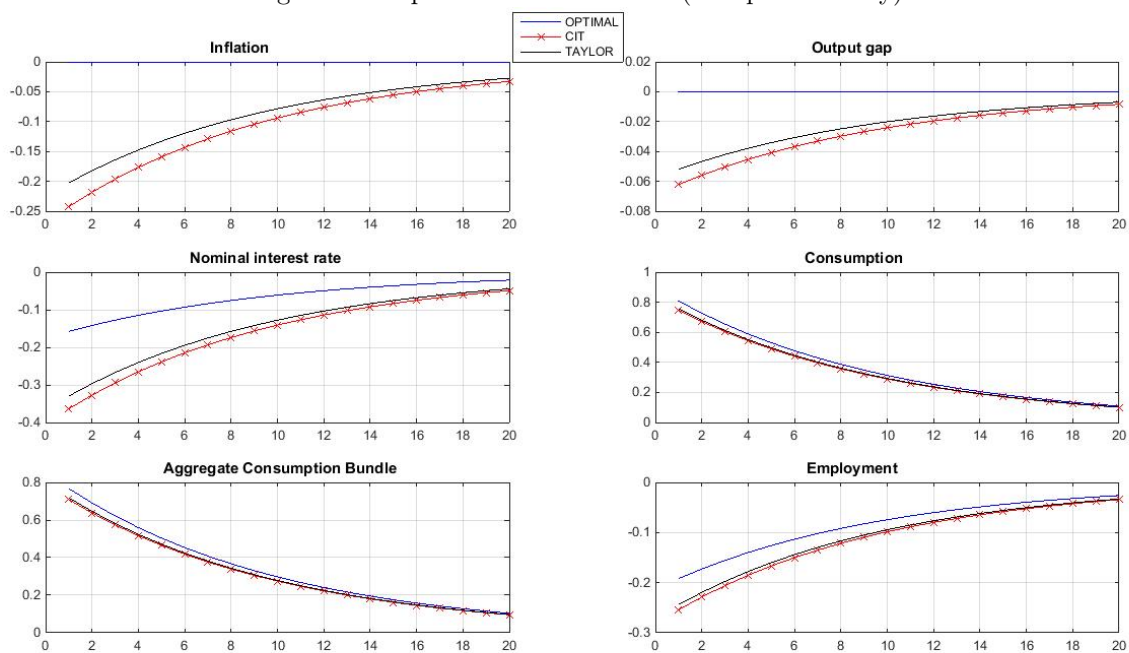 OPTIMAL
CIT
TAYLOR
Inflation
0
-0.05
-0.1
-0.15
-0.2
-0.25
0 2 4 6 8 10 12 14 16 18 20
Output gap
0.02
0
-0.02
-0.04
-0.06
-0.08
0 2 4 6 8 10 12 14 16 18 20
Nominal interest rate
0
-0.1
-0.2
-0.3
-0.4
0 2 4 6 8 10 12 14 16 18 20
Consumption
1
0.8
0.6
0.4
0.2
0
0 2 4 6 8 10 12 14 16 18 20
Aggregate Consumption Bundle
0.8
0.6
0.4
0.2
0
0 2 4 6 8 10 12 14 16 18 20
Employment
0
-0.1
-0.2
-0.3
0 2 4 6 8 10 12 14 16 18 20